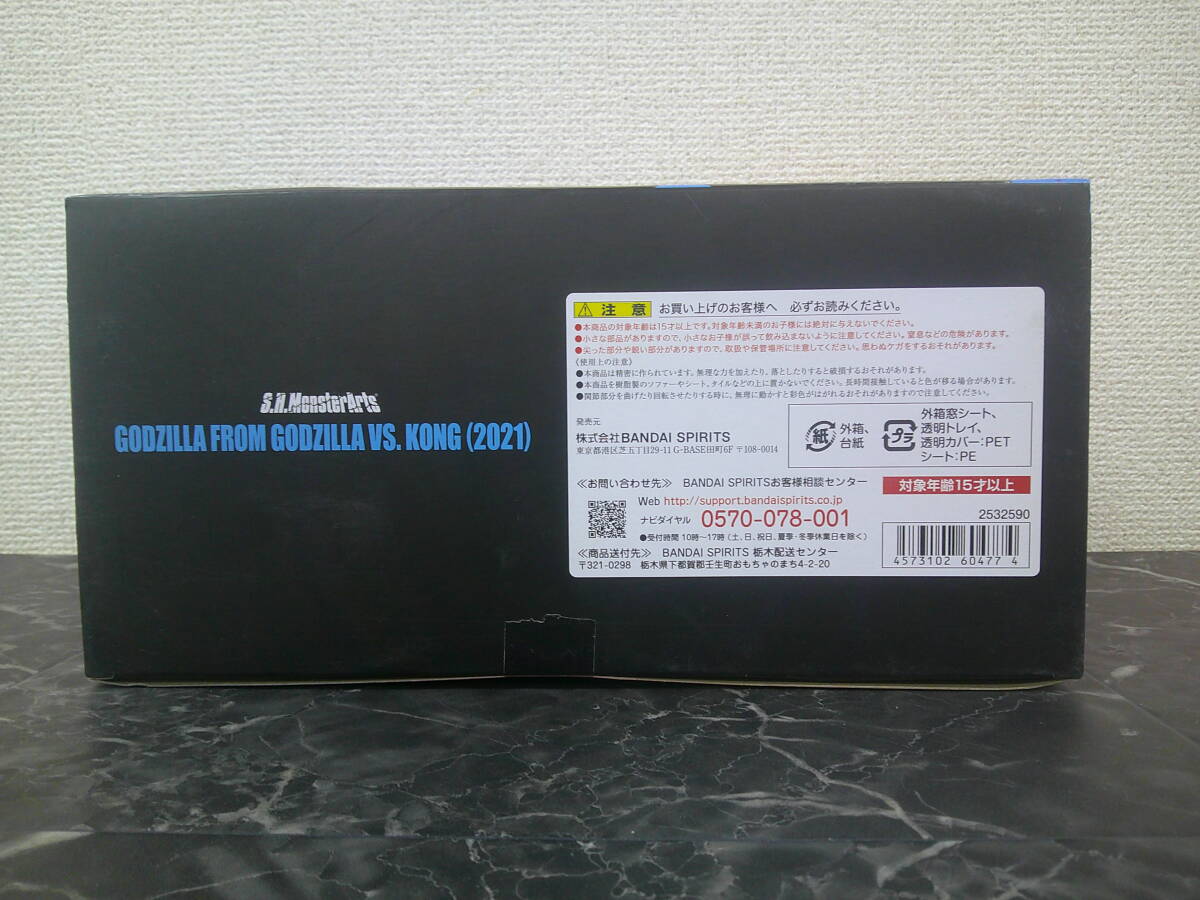 S.H.MonsterArts
GODZILLA FROM GODZILLA VS. KONG (2021)
注意 お買い上げのお客様へ 必ずお読みください。
●本商品の対象年齢は15才以上です。対象年齢未満のお子様には絶対に与えないでください。
●小さな部品がありますので、小さなお子様が誤って飲み込まないように注意してください。窒息などの危険があります。
●尖った部分や鋭い部分がありますので、取扱や保管場所に注意してください。思わぬケガをするおそれがあります。
〈使用上の注意〉
●本商品は精密に作られています。無理な力を加えたり、落としたりすると破損するおそれがあります。
●本商品を樹脂製のソファーやシート、タイルなどの上に置かないでください。長時間接触していると色が移る場合があります。
●関節部分を曲げたり回転させたりする時に、無理に動かすと彩色がはがれるおそれがありますので注意してください。
発売元
株式会社BANDAI SPIRITS
東京都港区芝五丁目29-11 G-BASE田町6F 〒108-0014
紙 外箱、
台紙
プラ 外箱窓シート、
透明トレイ、
透明カバー:PET
シート:PE
≪お問い合わせ先≫ BANDAI SPIRITSお客様相談センター
Web http://support.bandaispirits.co.jp
ナビダイヤル 0570-078-001
●受付時間 10時~17時(土、日、祝日、夏季・冬季休業日を除く)
≪商品送付先≫ BANDAI SPIRITS 栃木配送センター
〒321-0298 栃木県下都賀郡壬生町おもちゃのまち4-2-20
対象年齢15才以上
2532590
4573102 60477 4